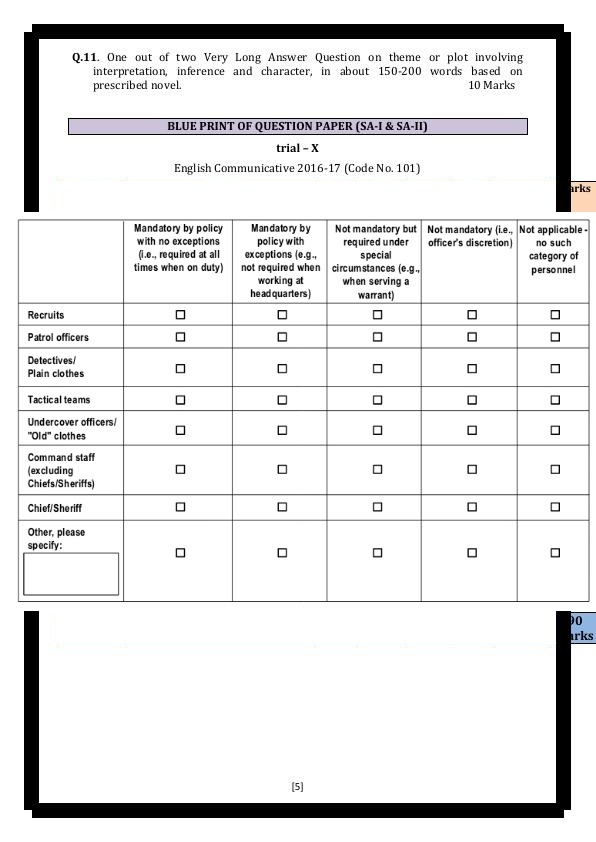 Q.11. One out of two Very Long Answer Question on theme or plot involving
interpretation, inference and character, in about 150-200 words based on
prescribed novel. 10 Marks
BLUE PRINT OF QUESTION PAPER (SA-I & SA-II)
trial – X
English Communicative 2016-17 (Code No. 101)
Mandatory by policy
with no exceptions
(i.e., required at all
times when on duty)
Mandatory by
policy with
exceptions (e.g.,
not required when
working at
headquarters)
Not mandatory but
required under
special
circumstances (e.g.,
when serving a
warrant)
Not mandatory (i.e.,
officer's discretion)
Not applicable -
no such
category of
personnel
Recruits
Patrol officers
Detectives/
Plain clothes
Tactical teams
Undercover officers/
"Old" clothes
Command staff
(excluding
Chiefs/Sheriffs)
Chief/Sheriff
Other, please
specify:
90
[5]